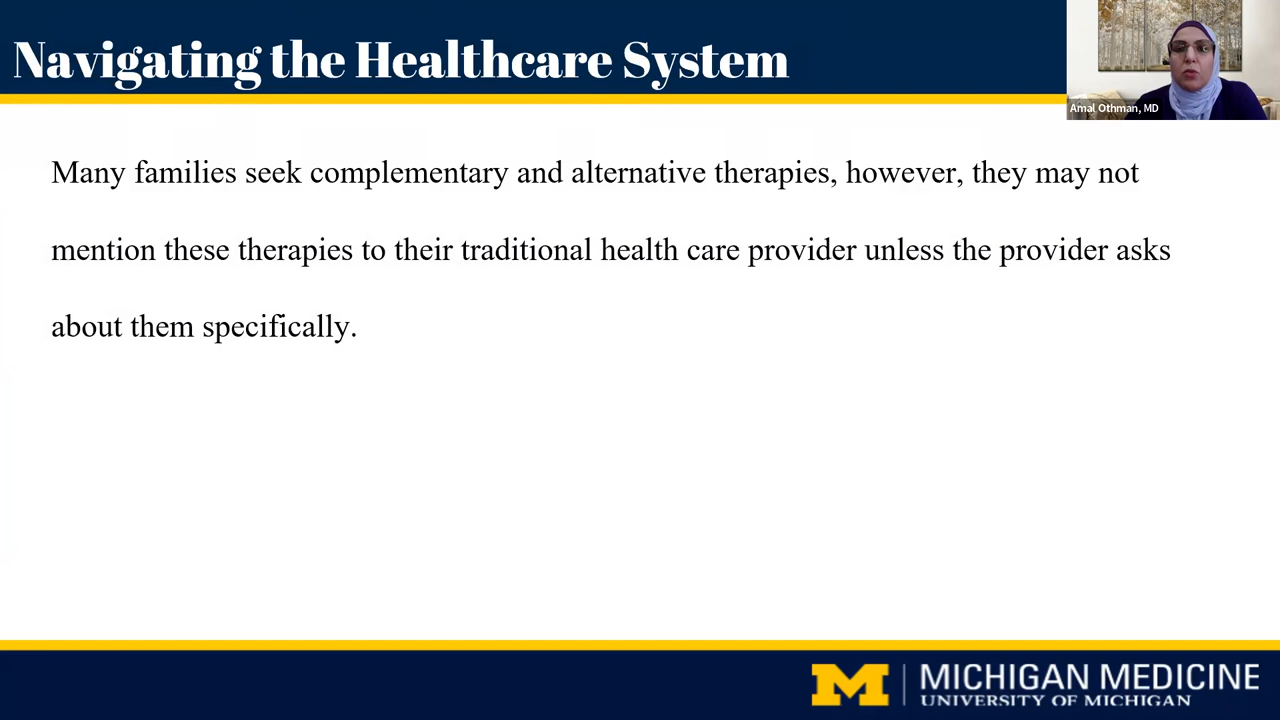 Navigating the Healthcare System
Amal Othman, MD
Many families seek complementary and alternative therapies, however, they may not
mention these therapies to their traditional health care provider unless the provider asks
about them specifically.
M
MICHIGAN MEDICINE
UNIVERSITY OF MICHIGAN